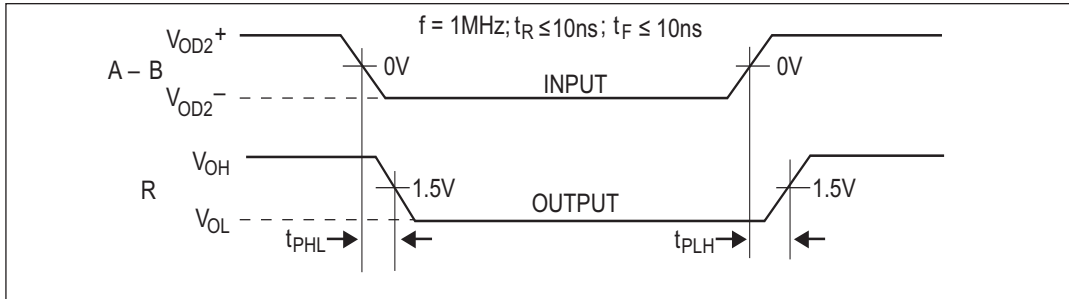 f = 1MHz; tR ≤ 10ns; tF ≤ 10ns
VOD2+
A – B
0V
0V
INPUT
VOD2–
VOH
R
1.5V
1.5V
OUTPUT
VOL
tPHL
tPLH